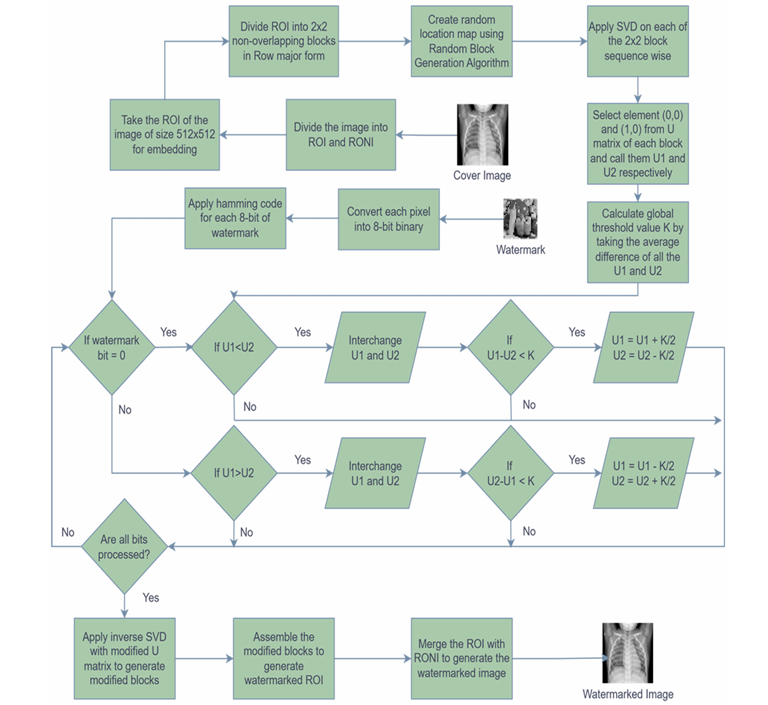 Divide ROI into 2x2
non-overlapping blocks
in Row major form
Create random
location map using
Random Block
Generation Algorithm
Apply SVD on each of
the 2x2 block
sequence wise
Take the ROI of the
image of size 512x512
for embedding
Divide the image into
ROI and RONI
Cover Image
Select element (0,0)
and (1,0) from U
matrix of each block
and call them U1 and
U2 respectively
Apply hamming code
for each 8-bit of
watermark
Convert each pixel
into 8-bit binary
Watermark
Calculate global
threshold value K by
taking the average
difference of all the
U1 and U2
If watermark
bit = 0
Yes
If U1<U2
Yes
Interchange
U1 and U2
If
U1-U2 < K
Yes
U1 = U1 + K/2
U2 = U2 - K/2
No
No
No
If U1>U2
Yes
Interchange
U1 and U2
If
U2-U1 < K
Yes
U1 = U1 - K/2
U2 = U2 + K/2
No
No
No
Are all bits
processed?
Yes
Apply inverse SVD
with modified U
matrix to generate
modified blocks
Assemble the
modified blocks to
generate
watermarked ROI
Merge the ROI with
RONI to generate the
watermarked image
Watermarked Image